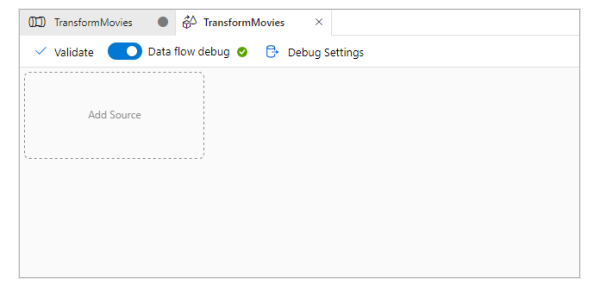 TransformMovies TransformMovies
Validate Data flow debug Debug Settings
Add Source